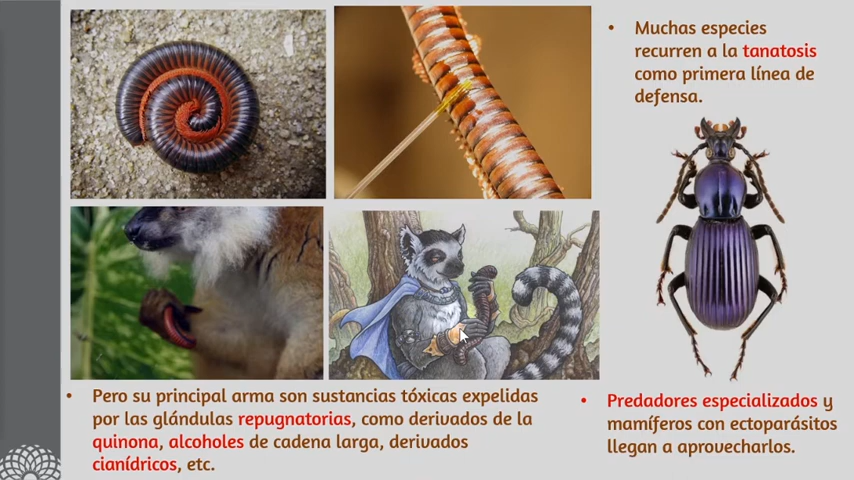 • Muchas especies
recurren a la tanatosis
como primera línea de
defensa.
• Pero su principal arma son sustancias tóxicas expelidas
por las glándulas repugnatorias, como derivados de la
quinona, alcoholes de cadena larga, derivados
cianídricos, etc.
• Predadores especializados y
mamíferos con ectoparásitos
llegan a aprovecharlos.